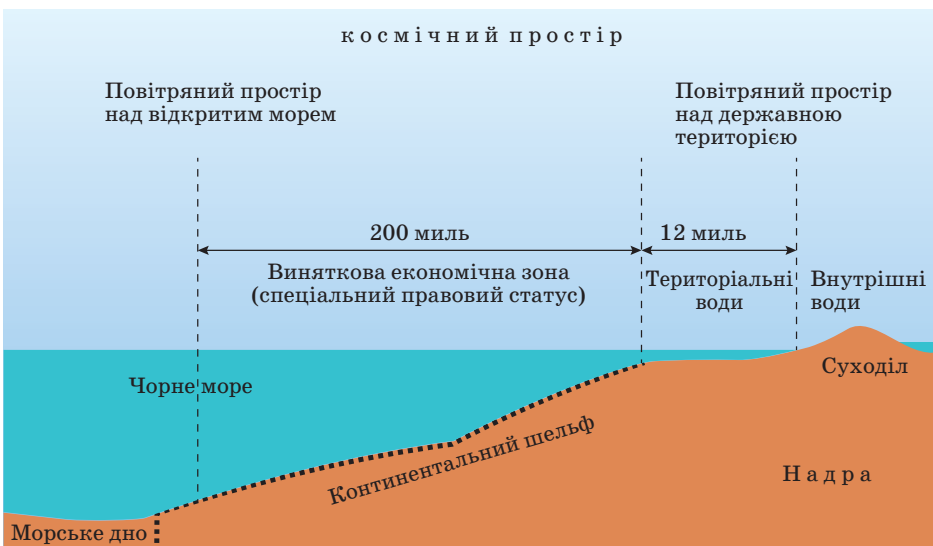 космічний простір
Повітряний простір
над відкритим морем
Повітряний простір
над державною
територією
200 миль
12 миль
Виняткова економічна зона
(спеціальний правовий статус)
Територіальні
води
Внутрішні
води
Чорне море
Суходіл
Континентальний шельф
Надра
Морське дно